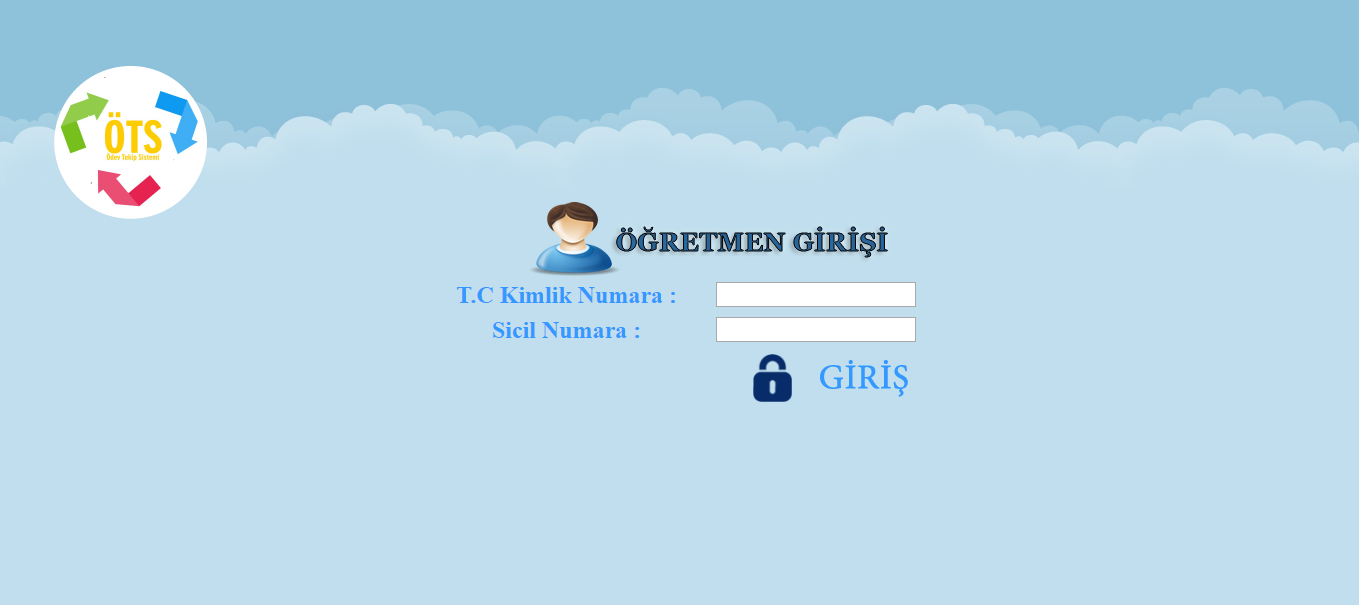 ÖTS
Ödev Takip Sistemi
ÖĞRETMEN GİRİŞİ
T.C Kimlik Numara :
Sicil Numara :
GİRİŞ